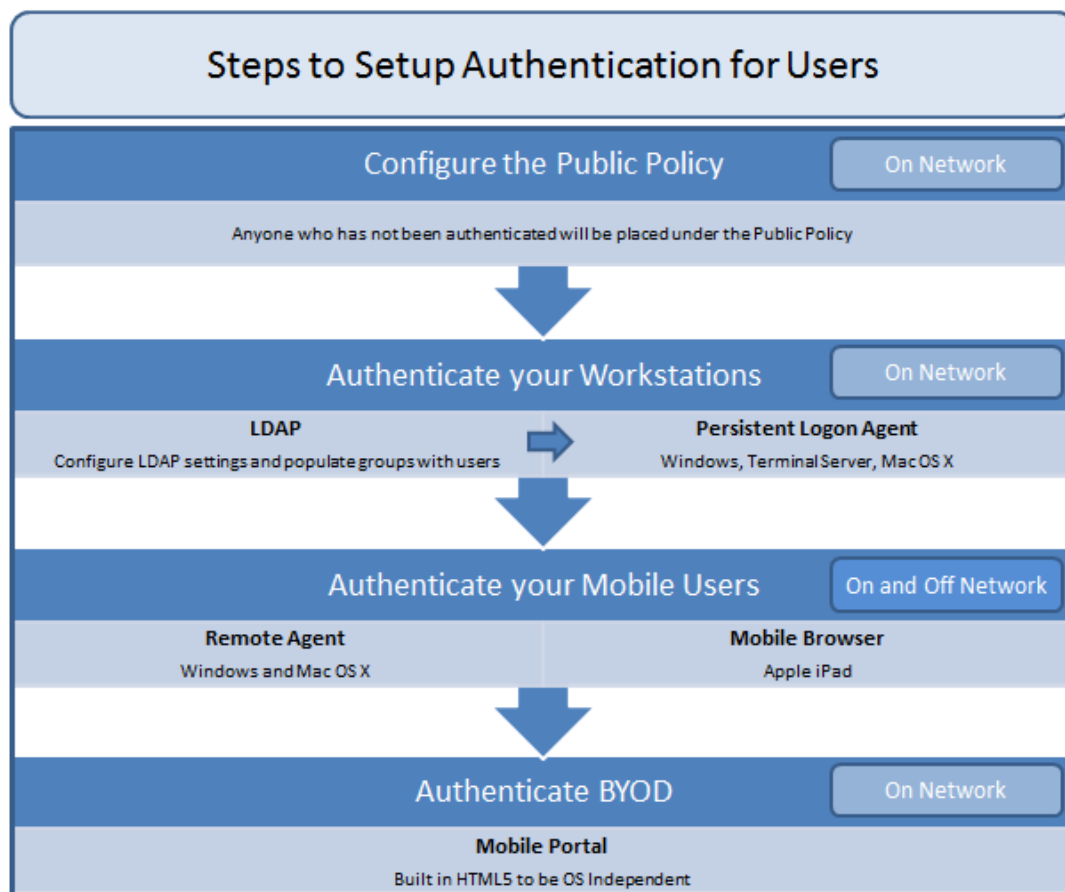 Steps to Setup Authentication for Users
Configure the Public Policy
On Network
Anyone who has not been authenticated will be placed under the Public Policy
Authenticate your Workstations
On Network
LDAP
Configure LDAP settings and populate groups with users
Persistent Logon Agent
Windows, Terminal Server, Mac OS X
Authenticate your Mobile Users
On and Off Network
Remote Agent
Windows and Mac OS X
Mobile Browser
Apple iPad
Authenticate BYOD
On Network
Mobile Portal
Built in HTML5 to be OS Independent